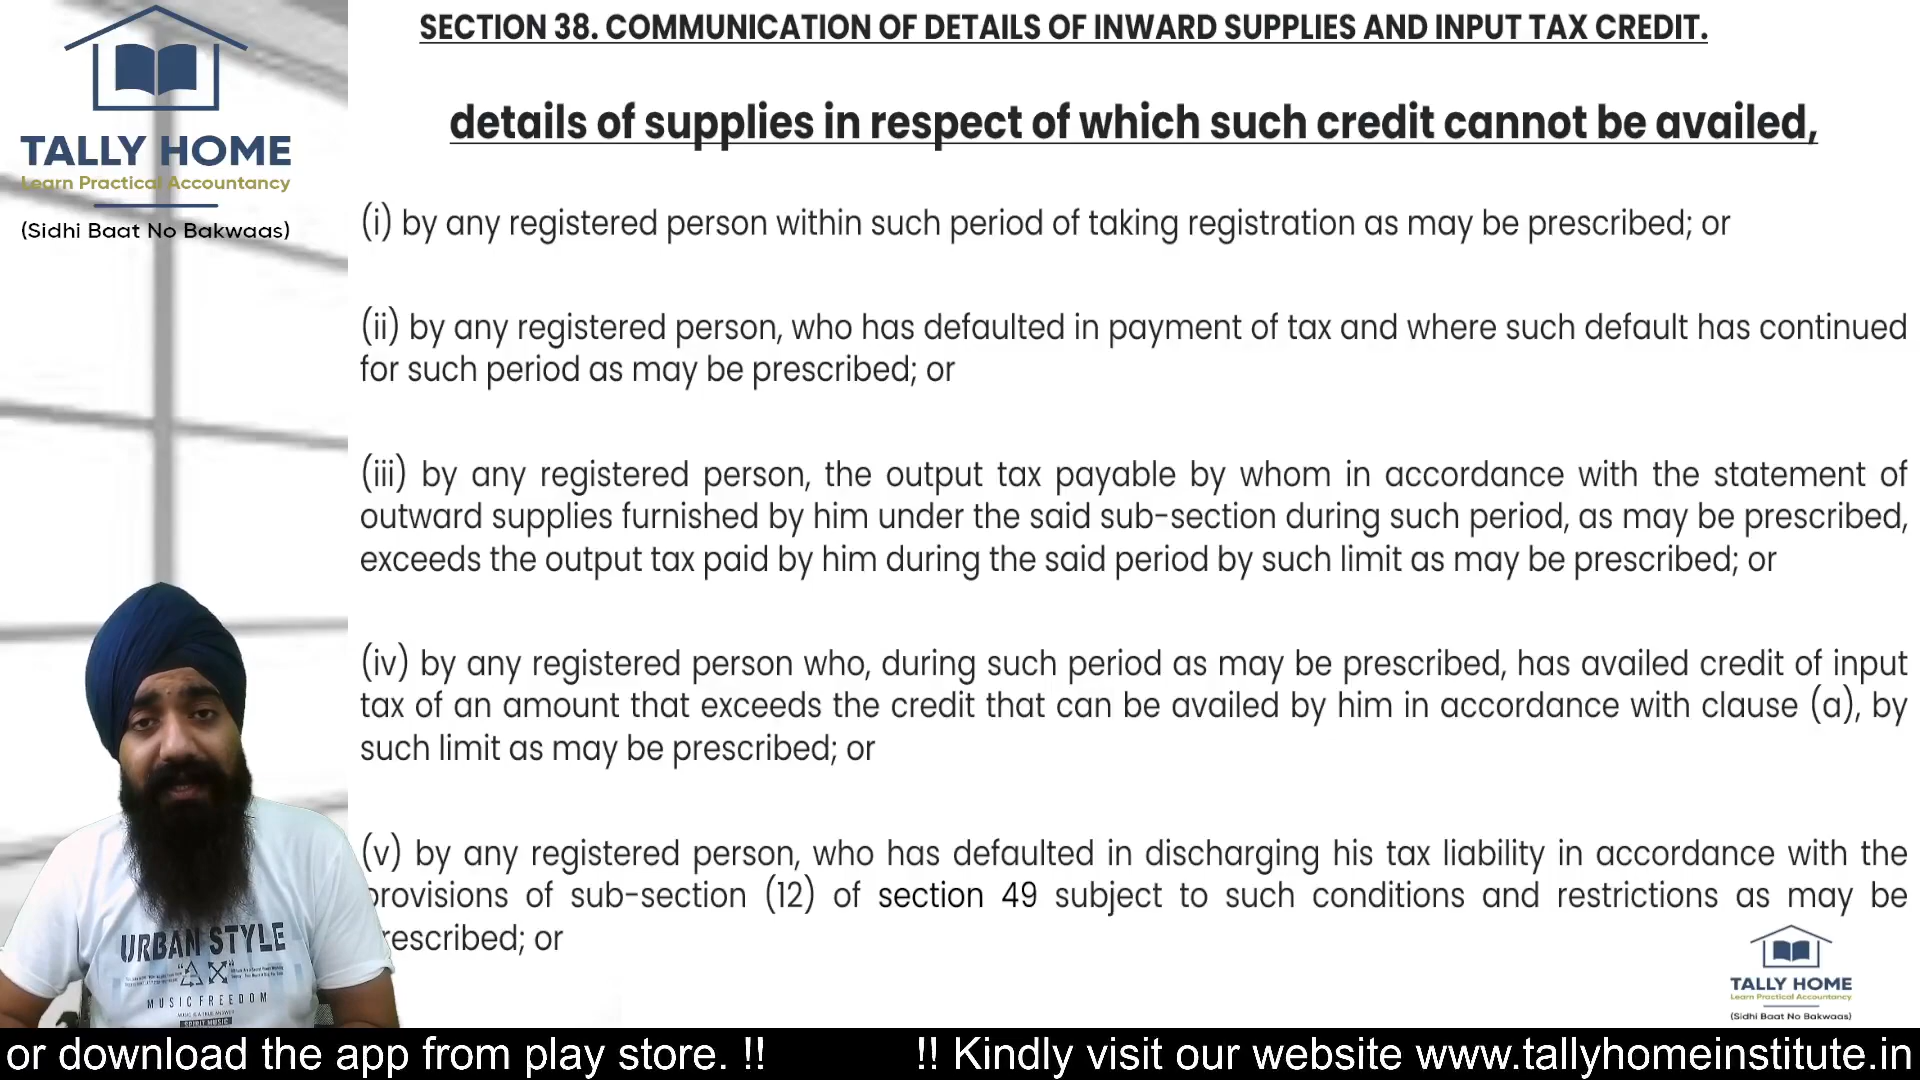 SECTION 38. COMMUNICATION OF DETAILS OF INWARD SUPPLIES AND INPUT TAX CREDIT.
details of supplies in respect of which such credit cannot be availed,
TALLY HOME
Learn Practical Accountancy
(Sidhi Baat No Bakwaas)
(i) by any registered person within such period of taking registration as may be prescribed; or
(ii) by any registered person, who has defaulted in payment of tax and where such default has continued
for such period as may be prescribed; or
(iii) by any registered person, the output tax payable by whom in accordance with the statement of
outward supplies furnished by him under the said sub-section during such period, as may be prescribed,
exceeds the output tax paid by him during the said period by such limit as may be prescribed; or
(iv) by any registered person who, during such period as may be prescribed, has availed credit of input
tax of an amount that exceeds the credit that can be availed by him in accordance with clause (a), by
such limit as may be prescribed; or
(v) by any registered person, who has defaulted in discharging his tax liability in accordance with the
provisions of sub-section (12) of section 49 subject to such conditions and restrictions as may be
rescribed; or
URBAN STYLE
MUSIC FREEDOM
SPIRIT MUSIC
TALLY HOME
Learn Practical Accountancy
(Sidhi Baat No Bakwaas)
or download the app from play store. !! !! Kindly visit our website www.tallyhomeinstitute.in